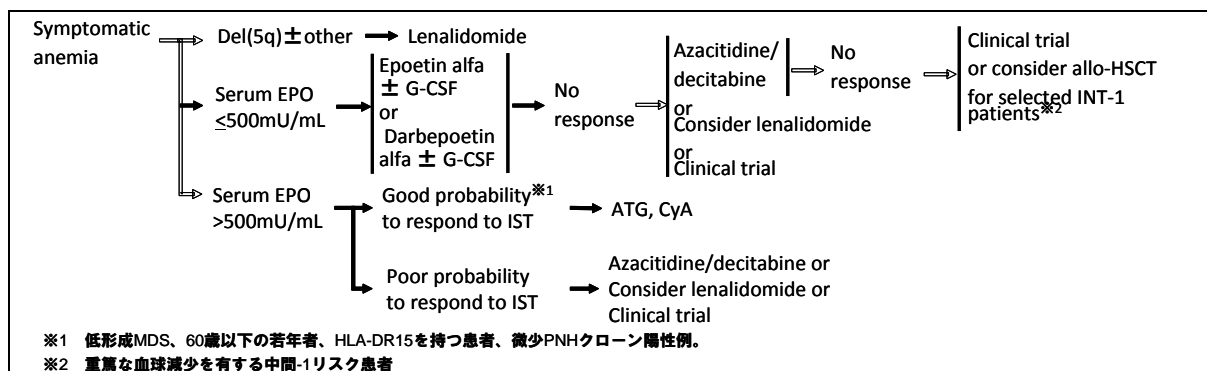 Symptomatic
anemia
Del(5q)±other
Lenalidomide
Serum EPO
≤500mU/mL
Epoetin alfa
± G-CSF
or
Darbepoetin
alfa ± G-CSF
No
response
Azacitidine/
decitabine
or
Consider lenalidomide
or
Clinical trial
No
response
Clinical trial
or consider allo-HSCT
for selected INT-1
patients※2
Serum EPO
>500mU/mL
Good probability※1
to respond to IST
ATG, CyA
Poor probability
to respond to IST
Azacitidine/decitabine or
Consider lenalidomide or
Clinical trial
※1 低形成MDS、60歳以下の若年者、HLA-DR15を持つ患者、微少PNHクローン陽性例。
※2 重篤な血球減少を有する中間-1リスク患者